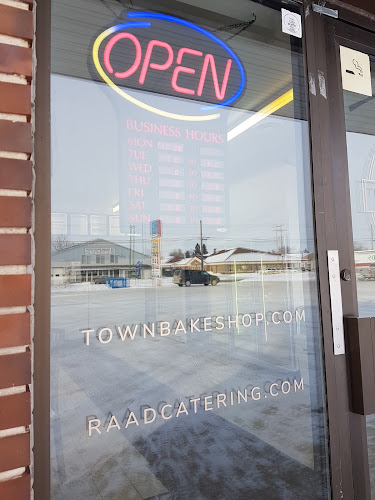 OPEN
BUSINESS HOURS
MON
TUE
WED
THU
FRI
SAT
SUN
TOWNBAKESHOP.COM
RAADCATERING.COM